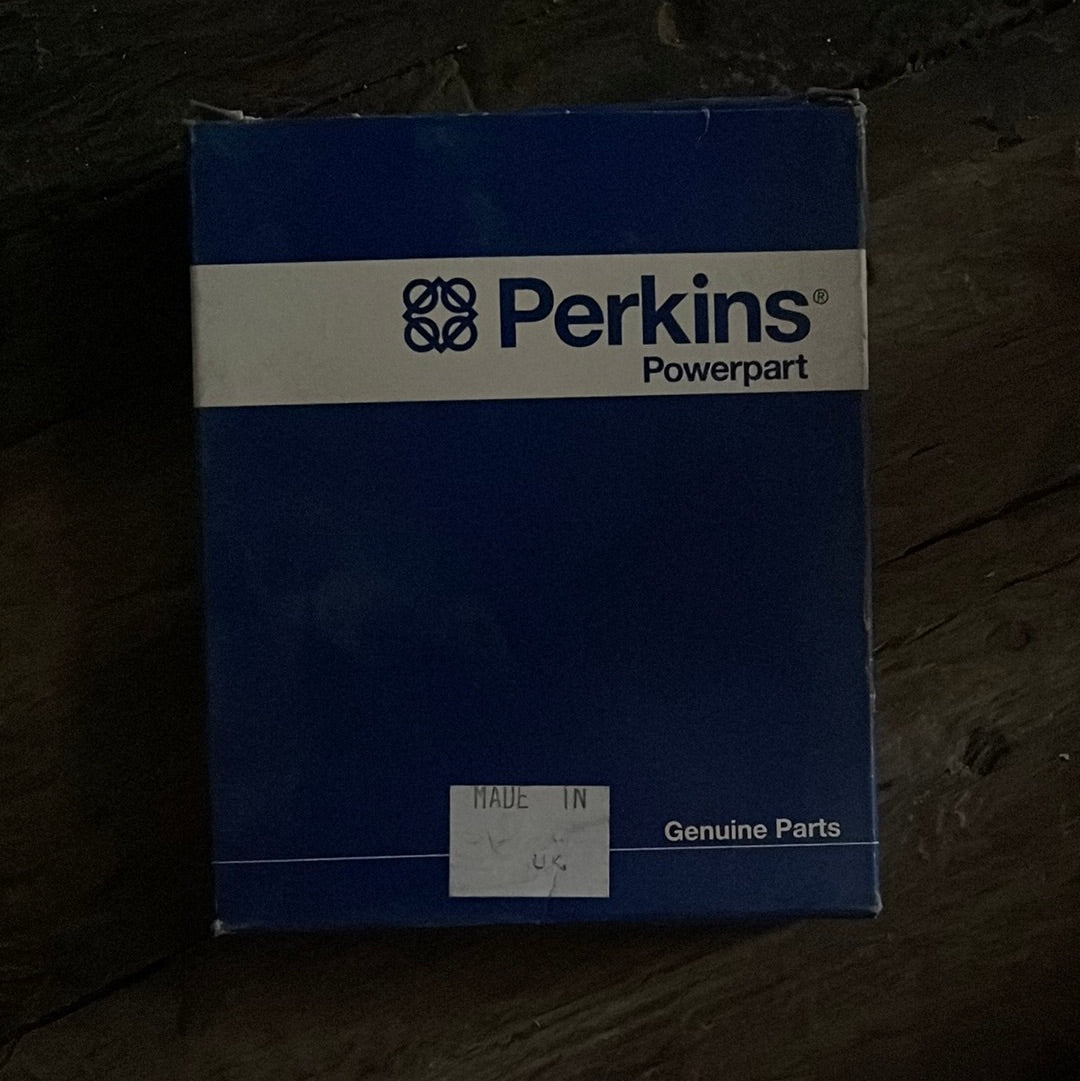 Perkins®
Powerpart
Genuine Parts
MADE IN
UK